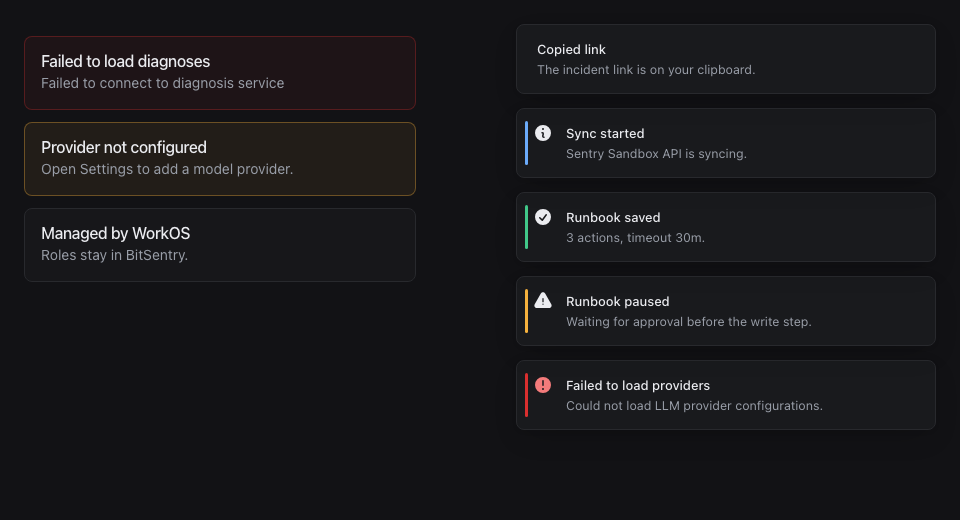 Failed to load diagnoses
Failed to connect to diagnosis service
Provider not configured
Open Settings to add a model provider.
Managed by WorkOS
Roles stay in BitSentry.
Copied link
The incident link is on your clipboard.
Sync started
Sentry Sandbox API is syncing.
Runbook saved
3 actions, timeout 30m.
Runbook paused
Waiting for approval before the write step.
Failed to load providers
Could not load LLM provider configurations.